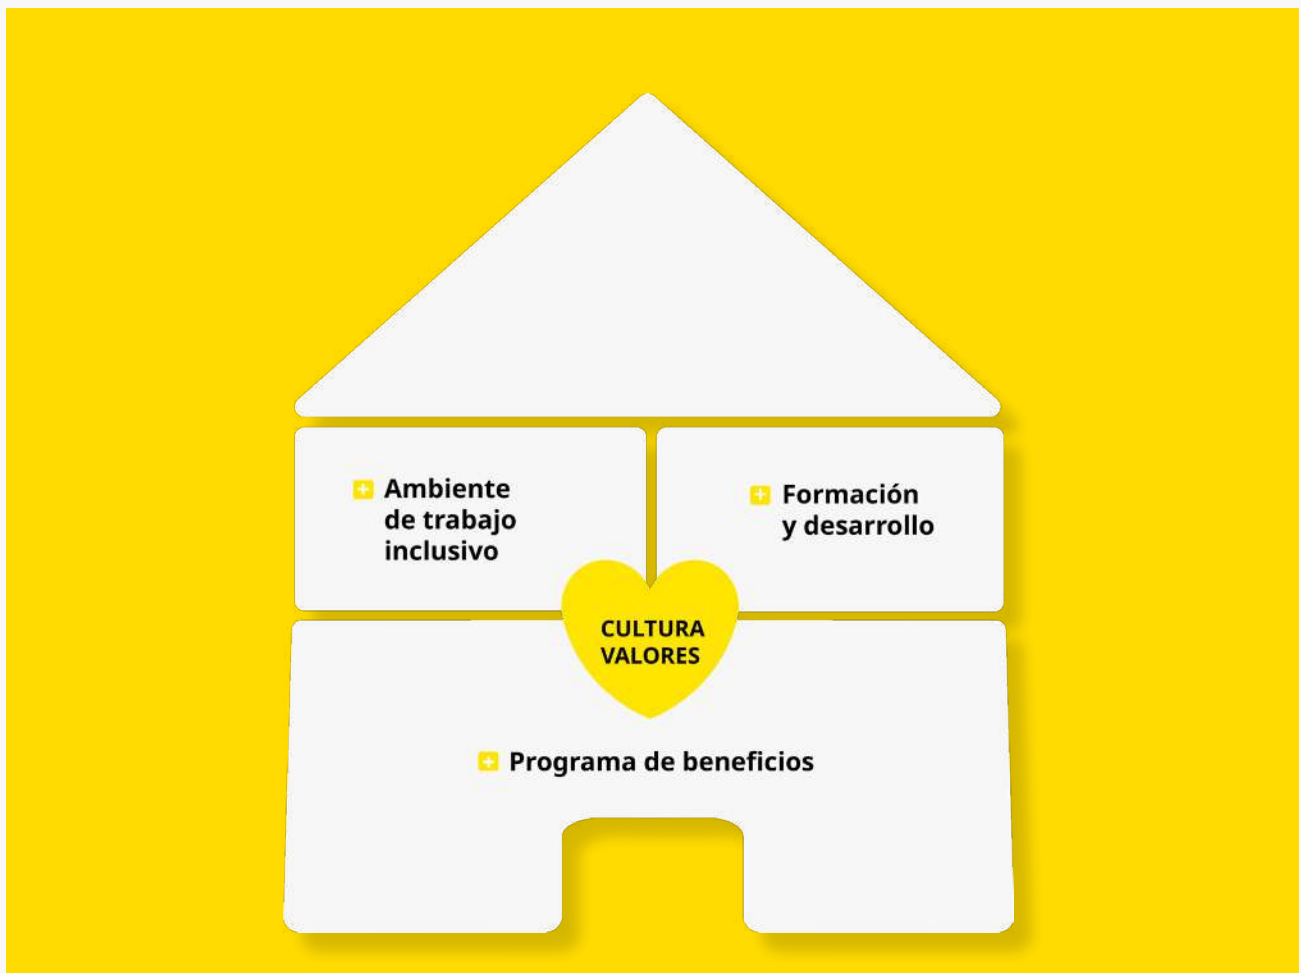 Ambiente
de trabajo
inclusivo
Formación
y desarrollo
CULTURA
VALORES
Programa de beneficios